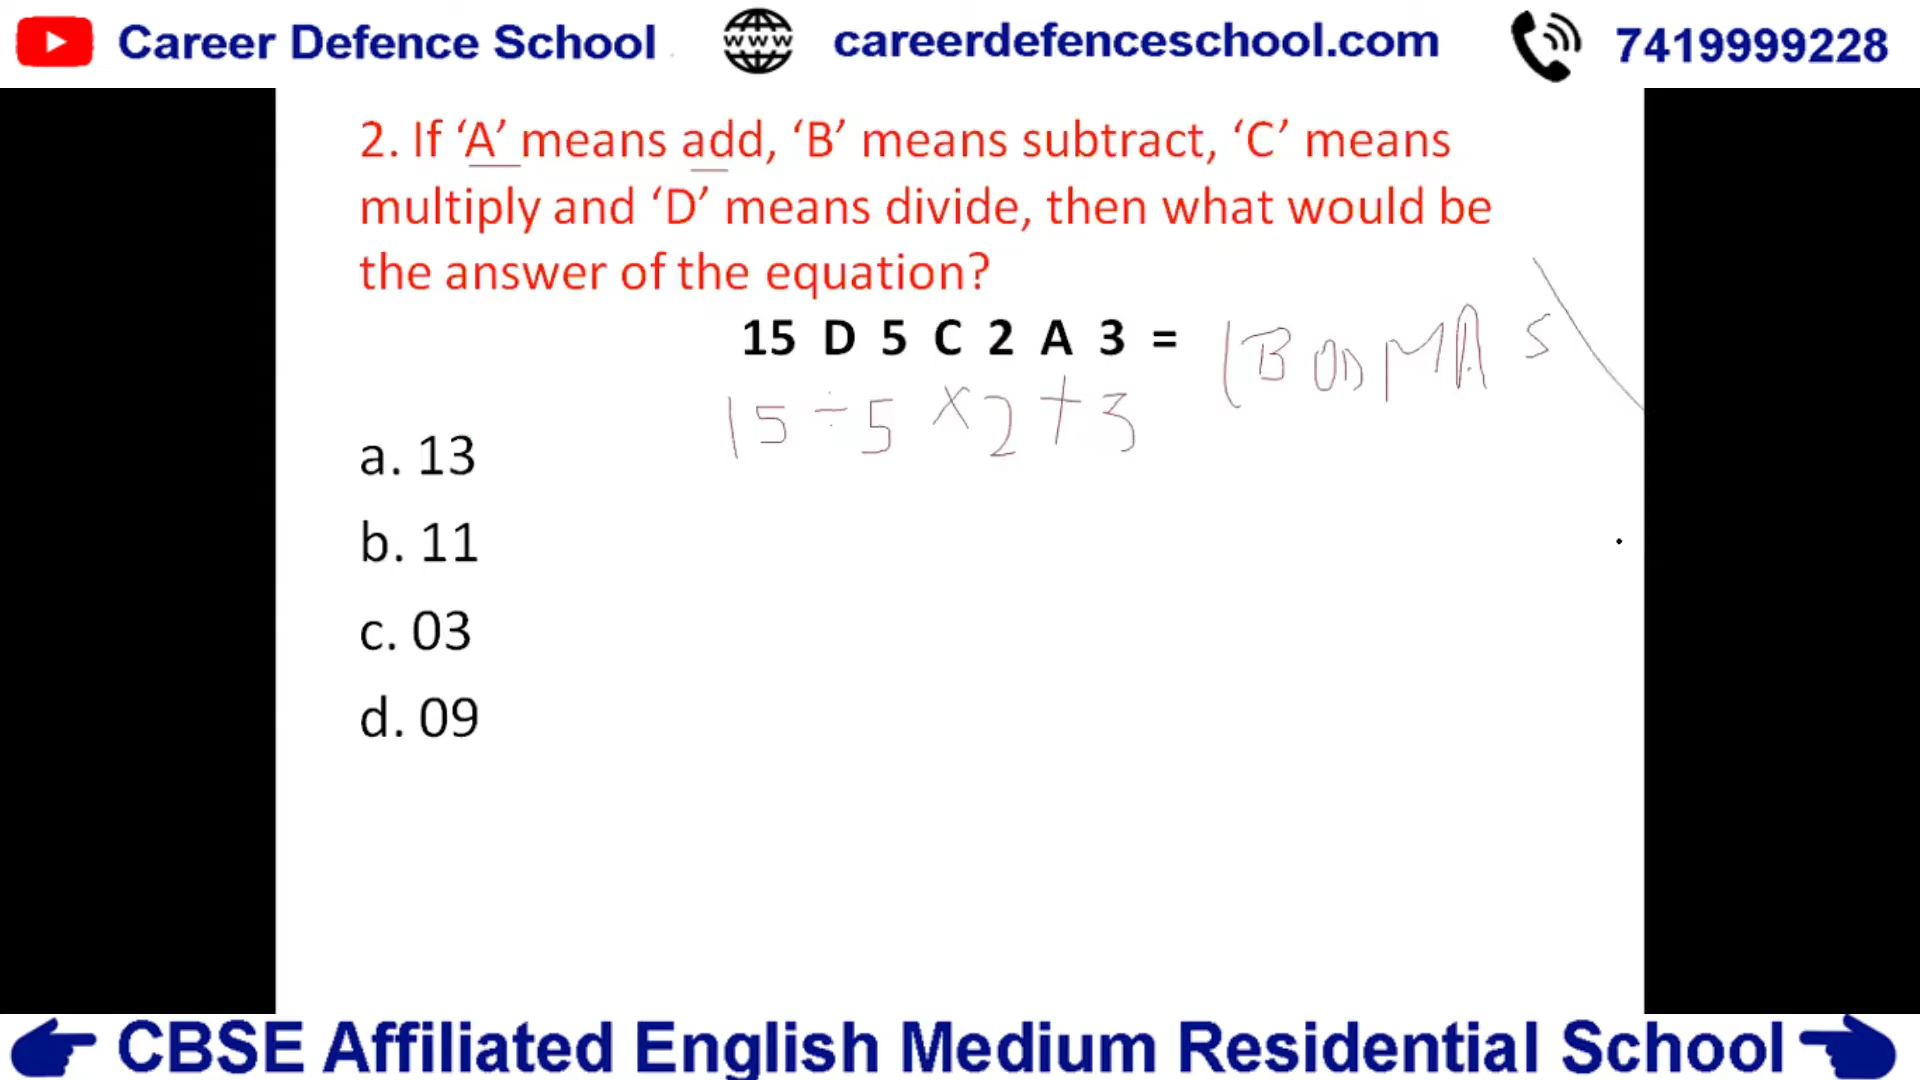 Career Defence School
www
careerdefenceschool.com
7419999228
2. If ‘A’ means add, ‘B’ means subtract, ‘C’ means
multiply and ‘D’ means divide, then what would be
the answer of the equation?
15 D 5 C 2 A 3 =
(BODMAS)
15 ÷ 5 × 2 + 3
a. 13
b. 11
c. 03
d. 09
CBSE Affiliated English Medium Residential School